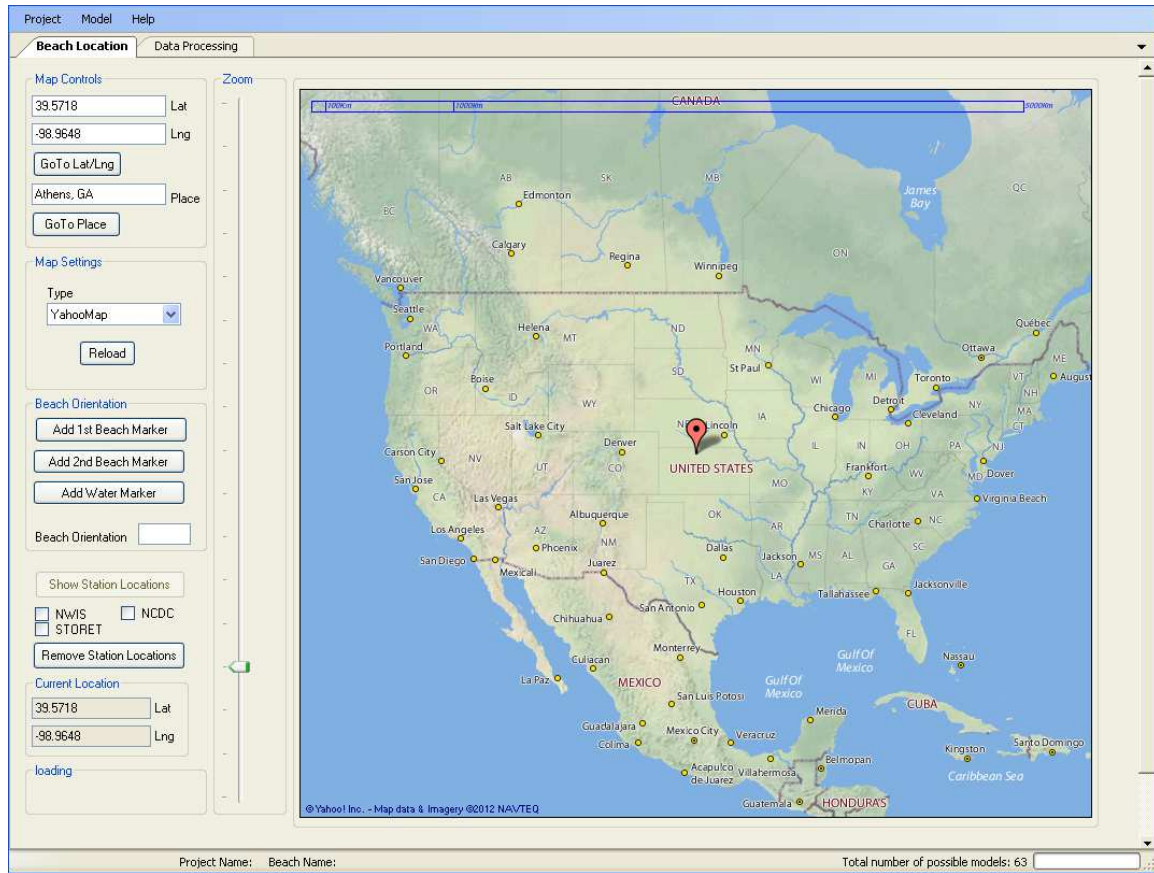 Project Model Help
Beach Location Data Processing
Map Controls
39.5718 Lat
-98.9648 Lng
GoTo Lat/Lng
Athens, GA Place
GoTo Place
Map Settings
Type
YahooMap
Reload
Beach Orientation
Add 1st Beach Marker
Add 2nd Beach Marker
Add Water Marker
Beach Orientation
Show Station Locations
NWIS NCDC
STORET
Remove Station Locations
Current Location
39.5718 Lat
-98.9648 Lng
loading
Zoom
CANADA
1000Km 5000Km
AB SK MB
James
Bay
QC
Edmonton
BC
Calgary
Regina
Winnipeg
ON
Vancouver
Seattle
WA
Helena
MT
ND
Québec
Portland
MN
Ottawa
ME
St Paul
SD
WI
MI
Toronto
VT
August
OR
Boise
ID
WY
NH
Chicago
Detroit
NY
MA
IA
Cleveland
CT
Salt Lake City
Lincoln
Denver
IL IN OH PA NJ
Carson City
NV
UT
CO
UNITED STATES
Frankfort
WV
MD Dover
San Jose
MO
KY
VA
CA
Las Vegas
Virginia Beach
Albuquerque
OK
TN
Charlotte NC
Los Angeles
AZ
AR
NM
SC
Phoenix
Dallas
Jackson MS AL
GA
San Diego
Juarez
Mexicali
LA
TX
Jacksonville
Houston
Tallahassee
San Antonio
Chihuahua
FL
Monterrey
Gulf Of
Mexico
Nassau
Culiacan
La Paz
MEXICO
Gulf Of
Mexico
San Luis Potosi
CUBA
Merida
Guadalajara
Mexico City
Veracruz
Colima
Kingston
Santo Domingo
Belmopan
Acapulco
de Juarez
Villahermosa
Caribbean Sea
Guatemala
HONDURAS
© Yahoo! Inc. - Map data & Imagery ©2012 NAVTEQ
Project Name: Beach Name:
Total number of possible models: 63